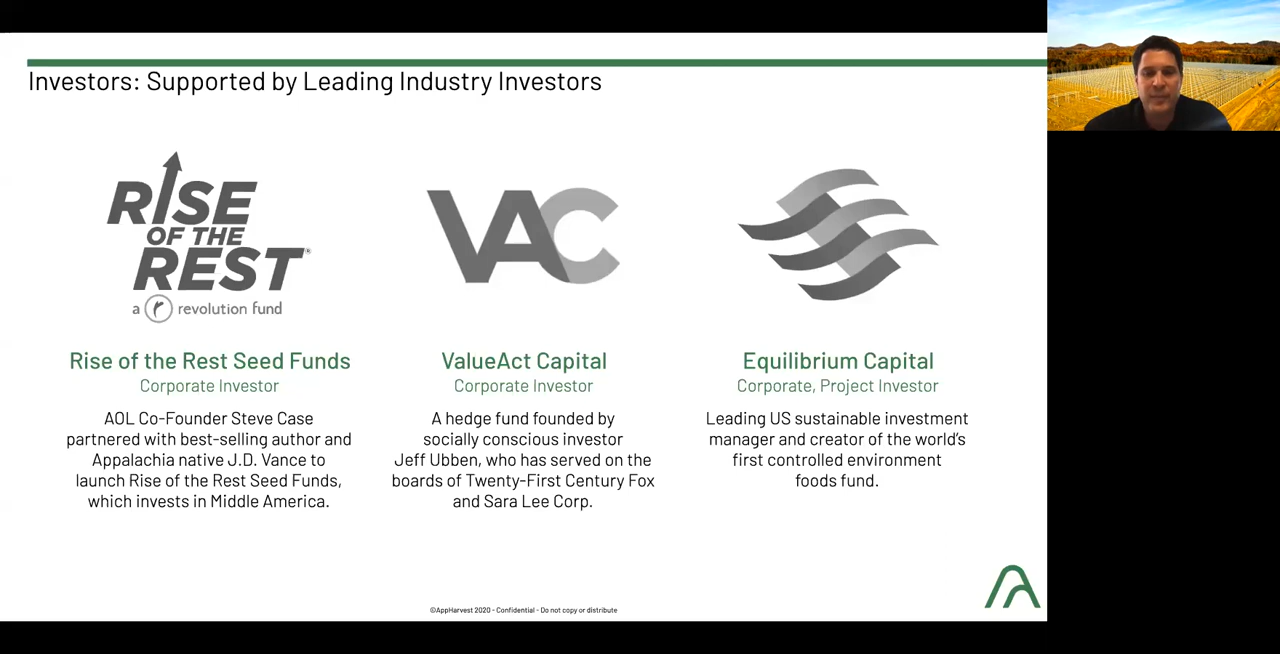 Investors: Supported by Leading Industry Investors
RISE
OF THE
REST®
a r revolution fund
VAC
Rise of the Rest Seed Funds
Corporate Investor
AOL Co-Founder Steve Case
partnered with best-selling author and
Appalachia native J.D. Vance to
launch Rise of the Rest Seed Funds,
which invests in Middle America.
ValueAct Capital
Corporate Investor
A hedge fund founded by
socially conscious investor
Jeff Ubben, who has served on the
boards of Twenty-First Century Fox
and Sara Lee Corp.
Equilibrium Capital
Corporate, Project Investor
Leading US sustainable investment
manager and creator of the world's
first controlled environment
foods fund.
©AppHarvest 2020 - Confidential - Do not copy or distribute